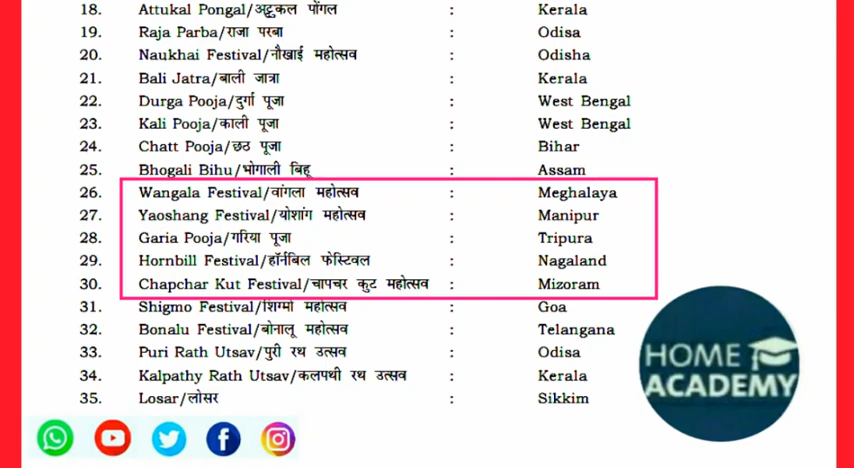 18. Attukal Pongal/अट्टुकल पोंगल : Kerala
19. Raja Parba/राजा परबा : Odisa
20. Naukhai Festival/नौखाई महोत्सव : Odisha
21. Bali Jatra/बाली जात्रा : Kerala
22. Durga Pooja/दुर्गा पूजा : West Bengal
23. Kali Pooja/काली पूजा : West Bengal
24. Chatt Pooja/छठ पूजा : Bihar
25. Bhogali Bihu/भोगाली बिहू : Assam
26. Wangala Festival/वांगला महोत्सव : Meghalaya
27. Yaoshang Festival/योशांग महोत्सव : Manipur
28. Garia Pooja/गरिया पूजा : Tripura
29. Hornbill Festival/हॉर्नबिल फेस्टिवल : Nagaland
30. Chapchar Kut Festival/चापचर कुट महोत्सव : Mizoram
31. Shigmo Festival/शिग्मो महोत्सव : Goa
32. Bonalu Festival/बोनालू महोत्सव : Telangana
33. Puri Rath Utsav/पुरी रथ उत्सव : Odisa
34. Kalpathy Rath Utsav/कलपथी रथ उत्सव : Kerala
35. Losar/लोसर : Sikkim
HOME
ACADEMY